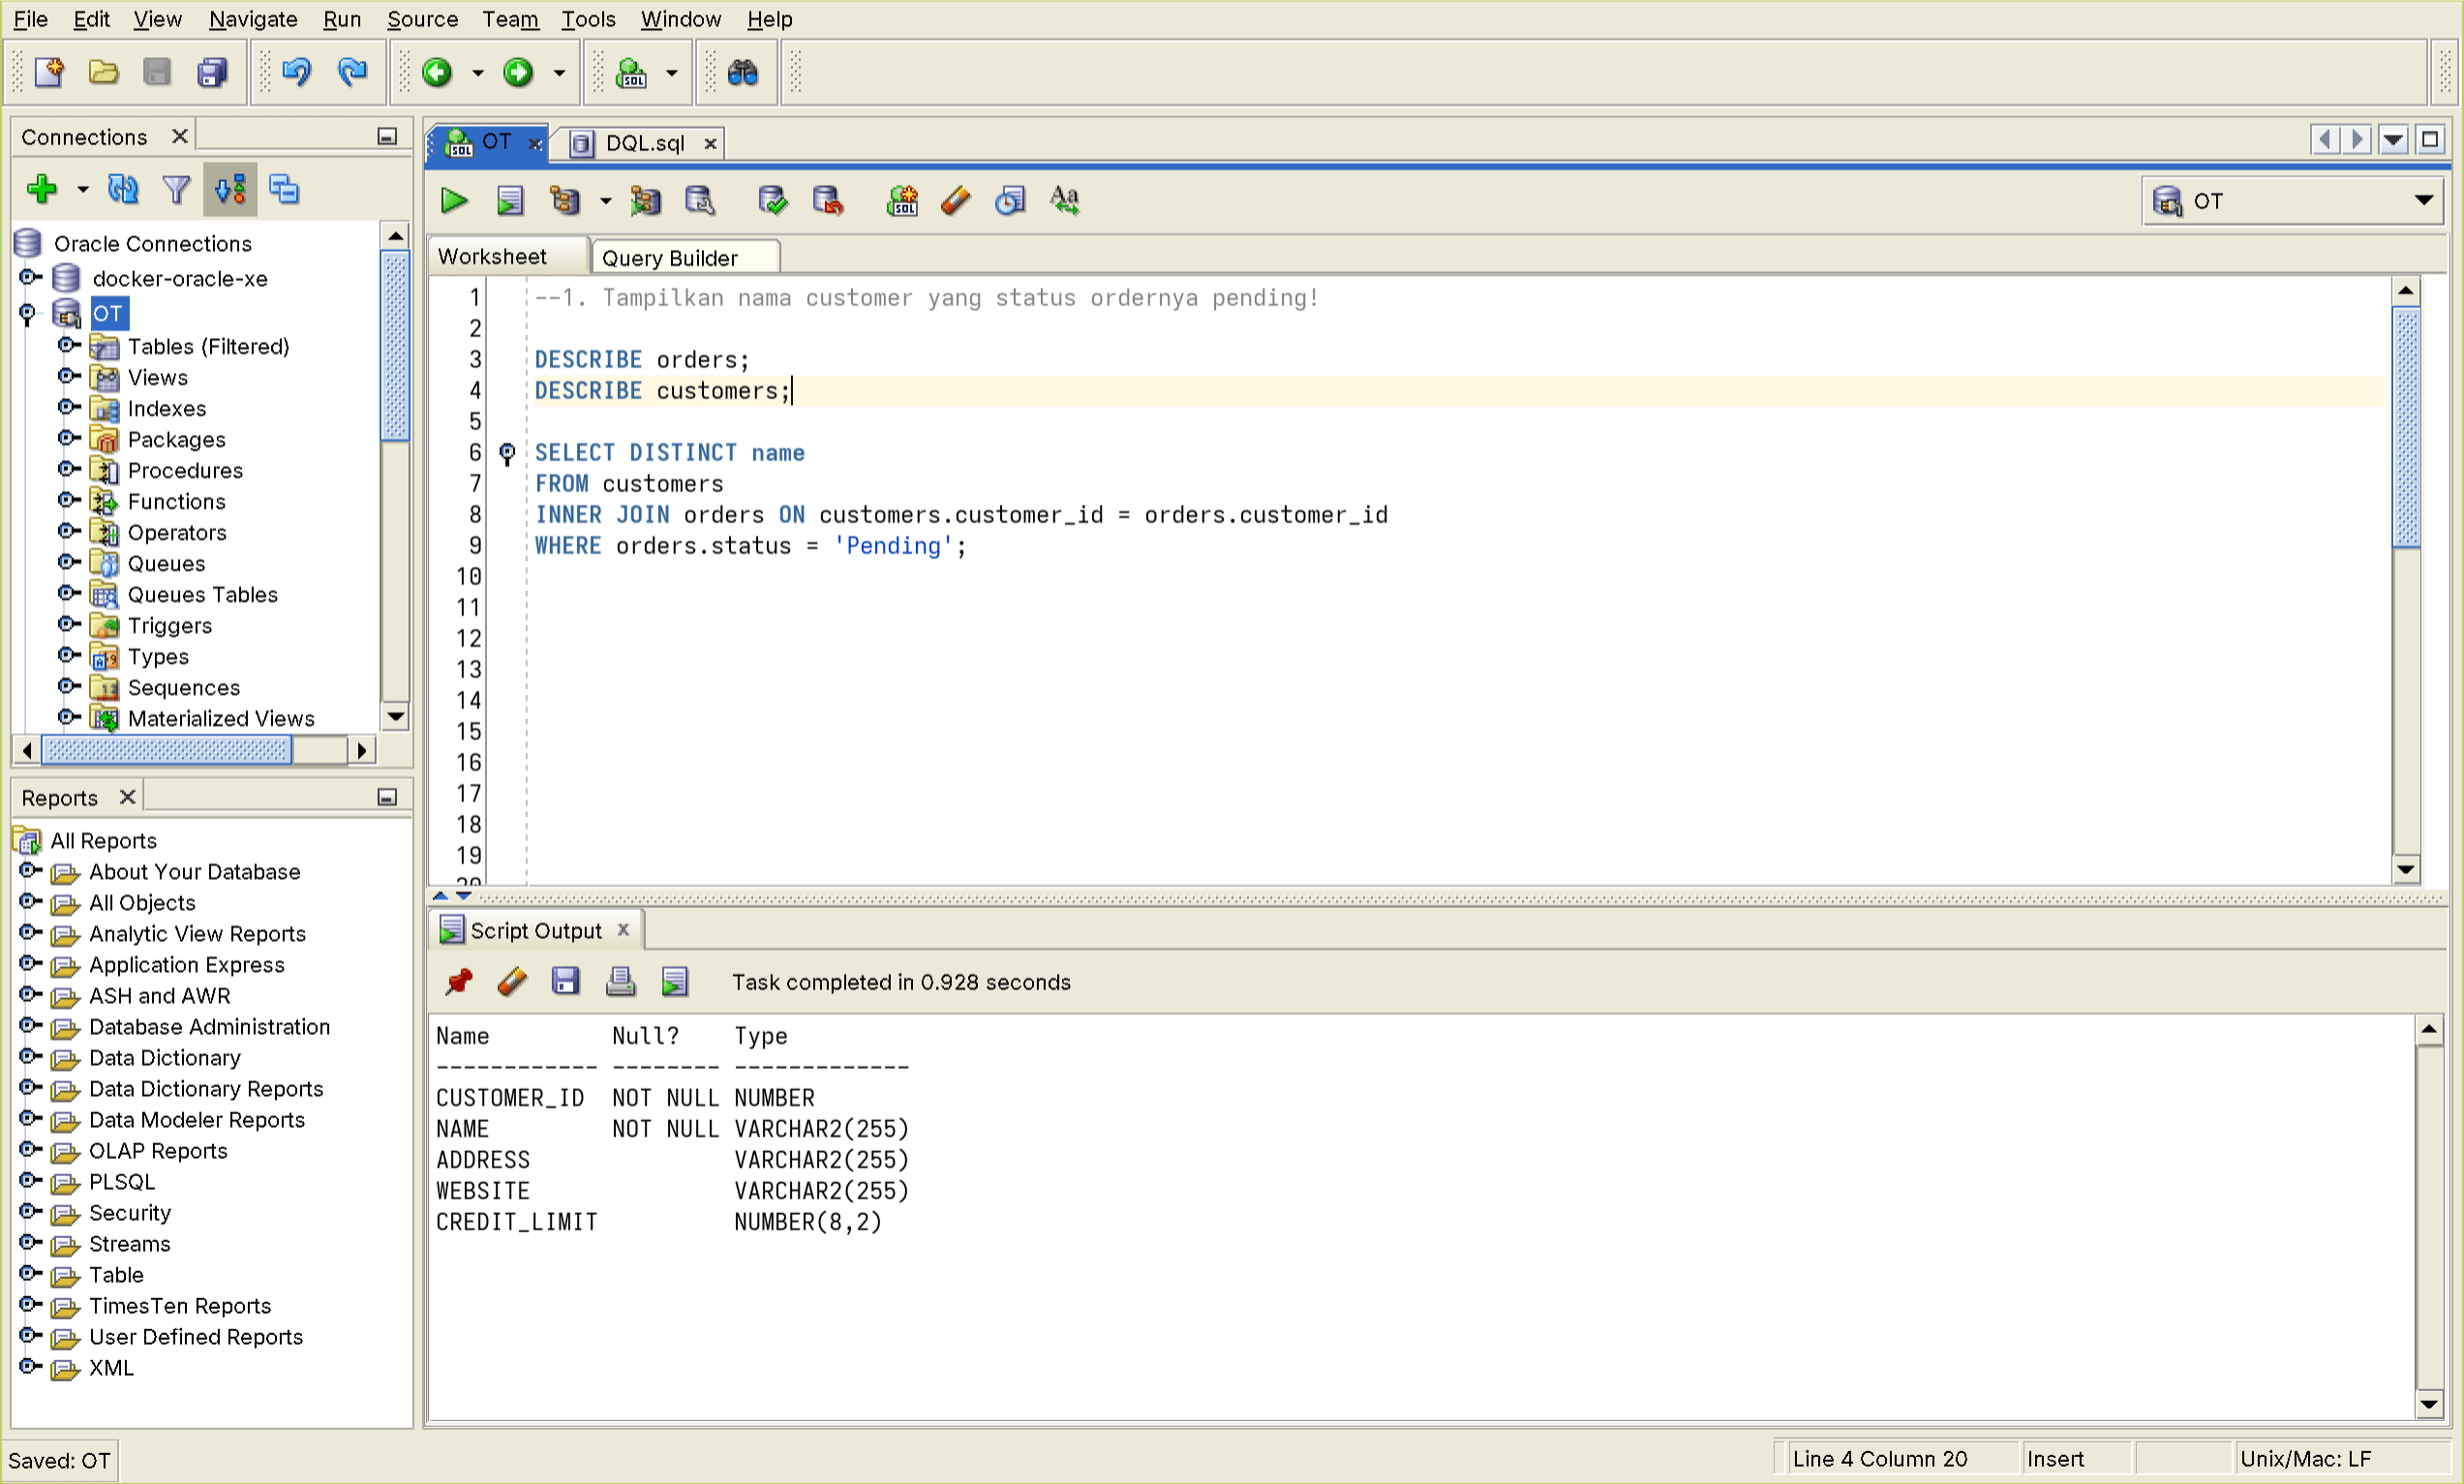 File Edit View Navigate Run Source Team Tools Window Help
Connections
Oracle Connections
docker-oracle-xe
OT
Tables (Filtered)
Views
Indexes
Packages
Procedures
Functions
Operators
Queues
Queues Tables
Triggers
Types
Sequences
Materialized Views
Reports
All Reports
About Your Database
All Objects
Analytic View Reports
Application Express
ASH and AWR
Database Administration
Data Dictionary
Data Dictionary Reports
Data Modeler Reports
OLAP Reports
PLSQL
Security
Streams
Table
TimesTen Reports
User Defined Reports
XML
OT DQL.sql
OT
Worksheet Query Builder
1 --1. Tampilkan nama customer yang status ordernya pending!
2
3 DESCRIBE orders;
4 DESCRIBE customers;
5
6 SELECT DISTINCT name
7 FROM customers
8 INNER JOIN orders ON customers.customer_id = orders.customer_id
9 WHERE orders.status = 'Pending';
10
11
12
13
14
15
16
17
18
19
20
Script Output
Task completed in 0.928 seconds
Name Null? Type
------------ -------- -------------
CUSTOMER_ID NOT NULL NUMBER
NAME NOT NULL VARCHAR2(255)
ADDRESS VARCHAR2(255)
WEBSITE VARCHAR2(255)
CREDIT_LIMIT NUMBER(8,2)
Saved: OT
Line 4 Column 20 Insert Unix/Mac: LF